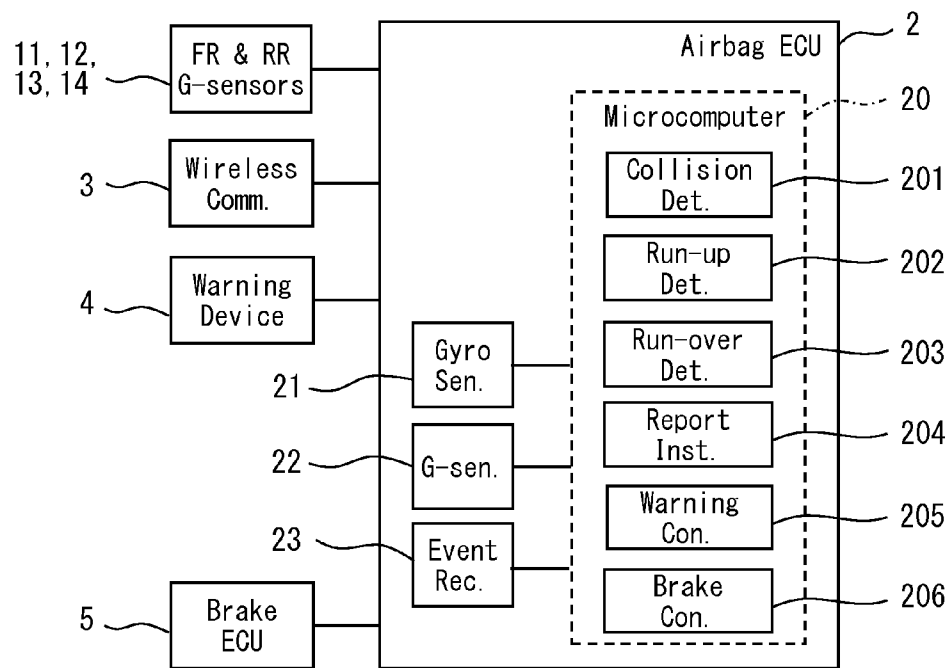 11, 12,
13, 14
FR & RR
G-sensors
3
Wireless
Comm.
4
Warning
Device
5
Brake
ECU
Airbag ECU
2
21
Gyro
Sen.
22
G-sen.
23
Event
Rec.
Microcomputer
20
Collision
Det.
201
Run-up
Det.
202
Run-over
Det.
203
Report
Inst.
204
Warning
Con.
205
Brake
Con.
206